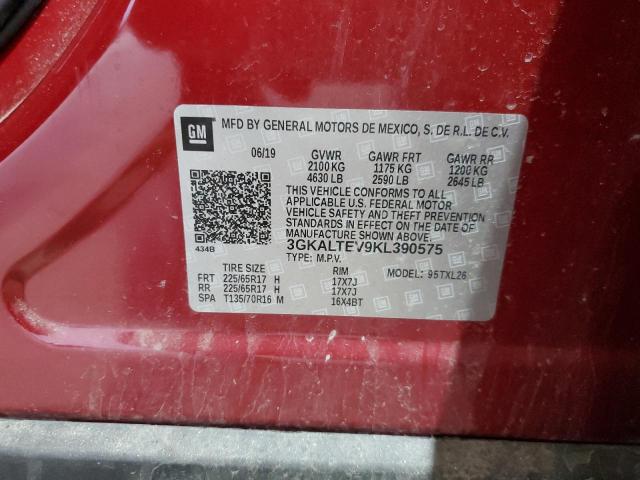 GM
MFD BY GENERAL MOTORS DE MEXICO, S. DE R.L. DE C.V.
06/19 GVWR GAWR FRT GAWR RR
2100 KG 1175 KG 1200 KG
4630 LB 2590 LB 2645 LB
THIS VEHICLE CONFORMS TO ALL
APPLICABLE U.S. FEDERAL MOTOR
VEHICLE SAFETY AND THEFT PREVENTION
STANDARDS IN EFFECT ON THE DATE OF
MANUFACTURE SHOWN ABOVE.
434B 3GKALTEV9KL390575
TYPE: M.P.V. MODEL: 95TXL26
TIRE SIZE RIM
FRT 225/65R17 H 17X7J
RR 225/65R17 H 17X7J
SPA T135/70R16 M 16X4BT